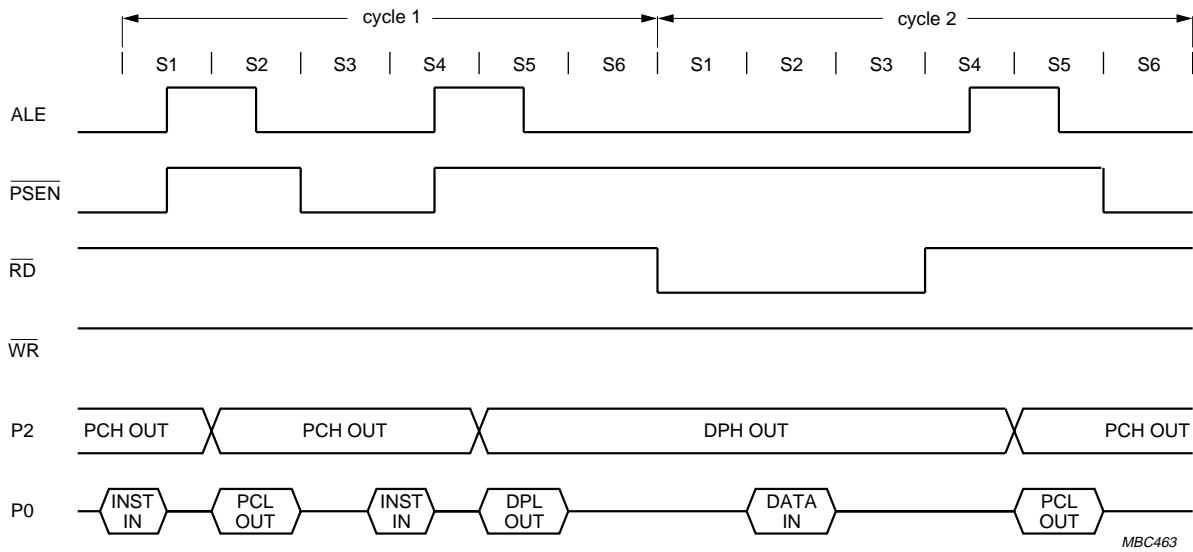 cycle 1 cycle 2
S1 S2 S3 S4 S5 S6 S1 S2 S3 S4 S5 S6
ALE
PSEN
RD
WR
P2 PCH OUT PCH OUT DPH OUT PCH OUT
P0
INST IN
PCL OUT
INST IN
DPL OUT
DATA IN
PCL OUT
MBC463